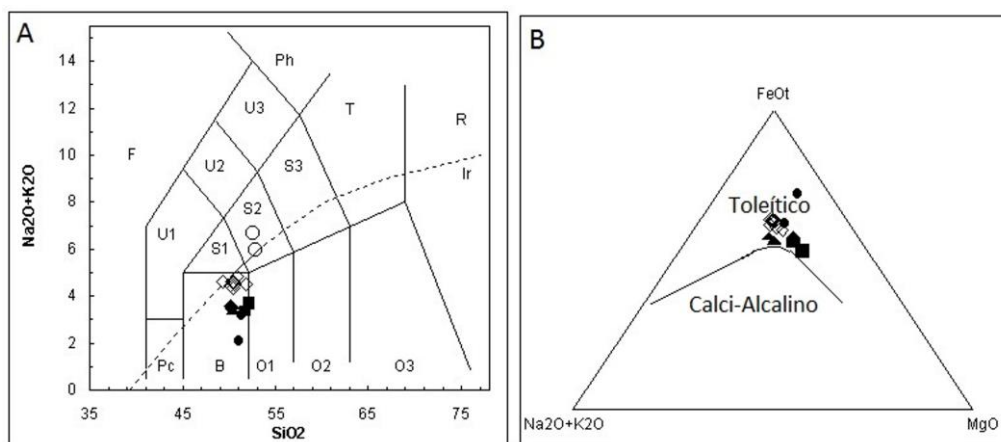 A
Na2O+K2O
14
12
10
8
6
4
2
0
F
Ph
U3
T
R
U2
S3
Ir
S2
U1
S1
Pc
B
O1
O2
O3
35
45
55
65
75
SiO2
B
FeOt
Toleítico
Calci-Alcalino
Na2O+K2O
MgO